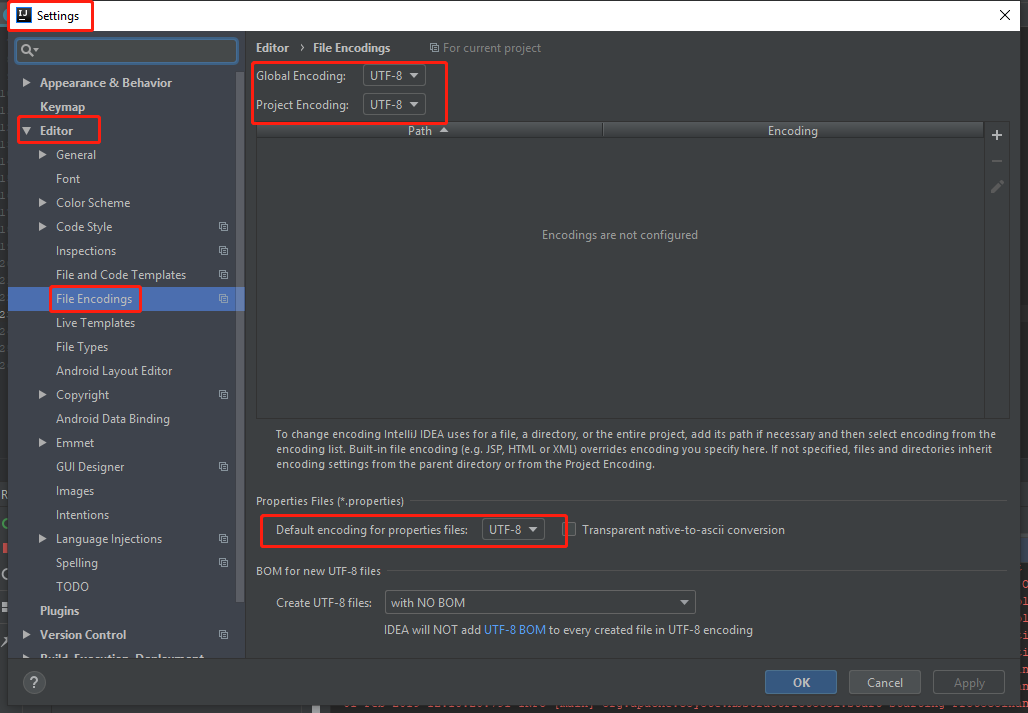 Settings
Editor › File Encodings For current project
Global Encoding: UTF-8
Project Encoding: UTF-8
Path Encoding
Encodings are not configured
To change encoding IntelliJ IDEA uses for a file, a directory, or the entire project, add its path if necessary and then select encoding from the
encoding list. Built-in file encoding (e.g. JSP, HTML or XML) overrides encoding you specify here. If not specified, files and directories inherit
encoding settings from the parent directory or from the Project Encoding.
Properties Files (*.properties)
Default encoding for properties files: UTF-8 Transparent native-to-ascii conversion
BOM for new UTF-8 files
Create UTF-8 files: with NO BOM
IDEA will NOT add UTF-8 BOM to every created file in UTF-8 encoding
Appearance & Behavior
Keymap
Editor
General
Font
Color Scheme
Code Style
Inspections
File and Code Templates
File Encodings
Live Templates
File Types
Android Layout Editor
Copyright
Android Data Binding
Emmet
GUI Designer
Images
Intentions
Language Injections
Spelling
TODO
Plugins
Version Control
Build, Execution, Deployment
?
OK
Cancel
Apply